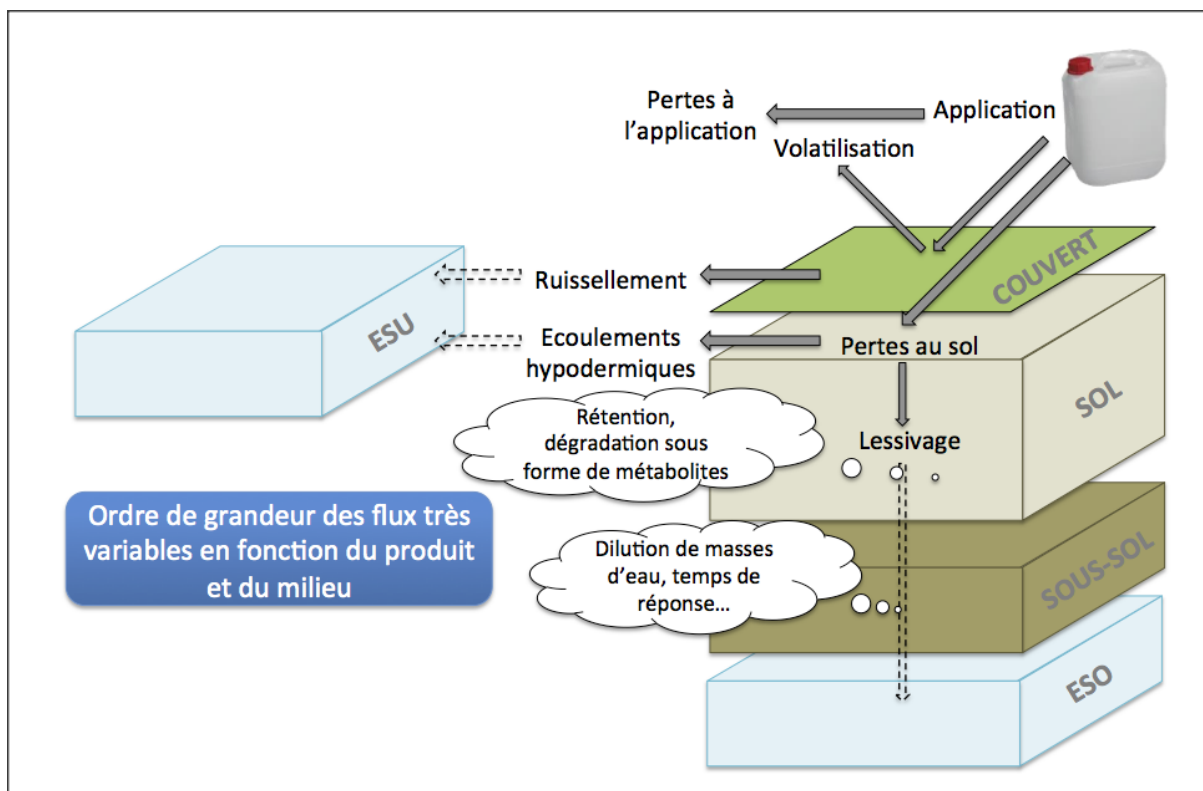 Pertes à
l'application
Application
Volatilisation
COUVERT
Ruissellement
ESU
Ecoulements
hypodermiques
Pertes au sol
SOL
Rétention,
dégradation sous
forme de métabolites
Lessivage
Ordre de grandeur des flux très
variables en fonction du produit
et du milieu
Dilution de masses
d'eau, temps de
réponse...
SOUS-SOL
ESO